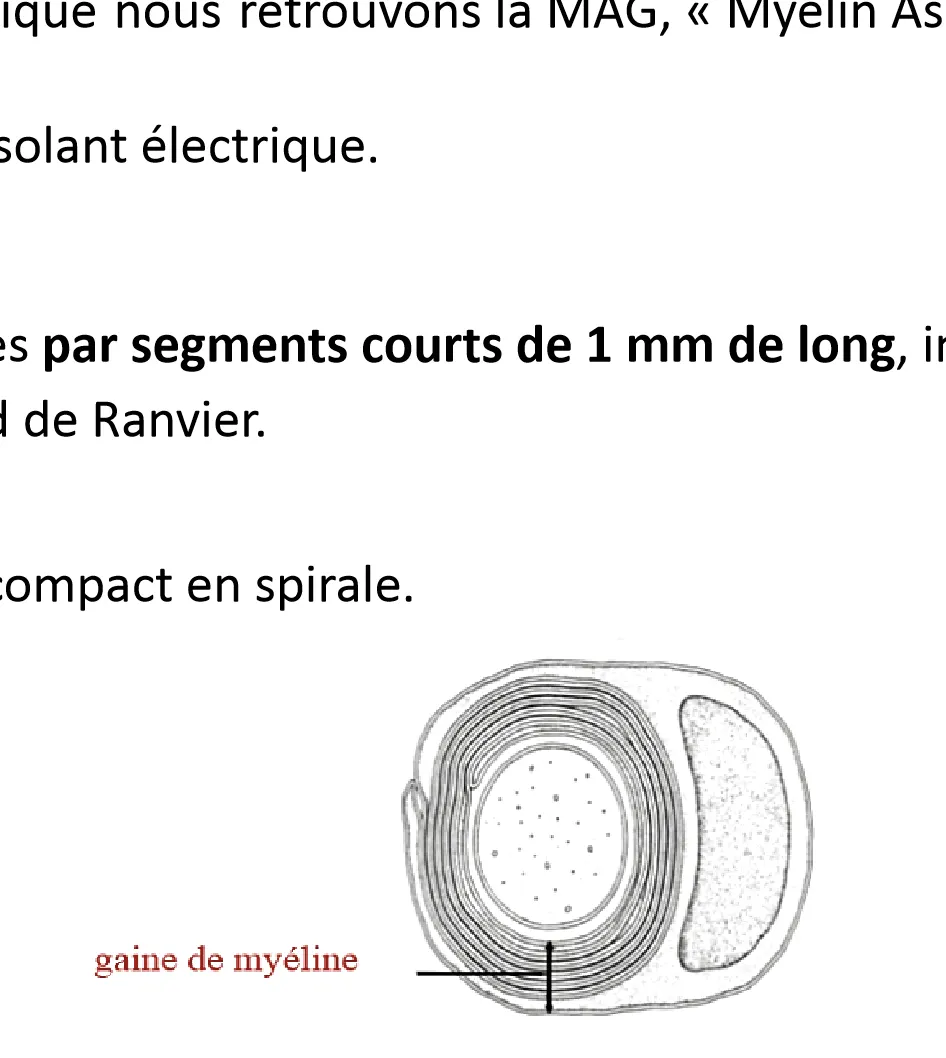 ique nous retrouvons la MAG, « Myelin As
solant électrique.
es par segments courts de 1 mm de long, in
d de Ranvier.
compact en spirale.
gaine de myéline